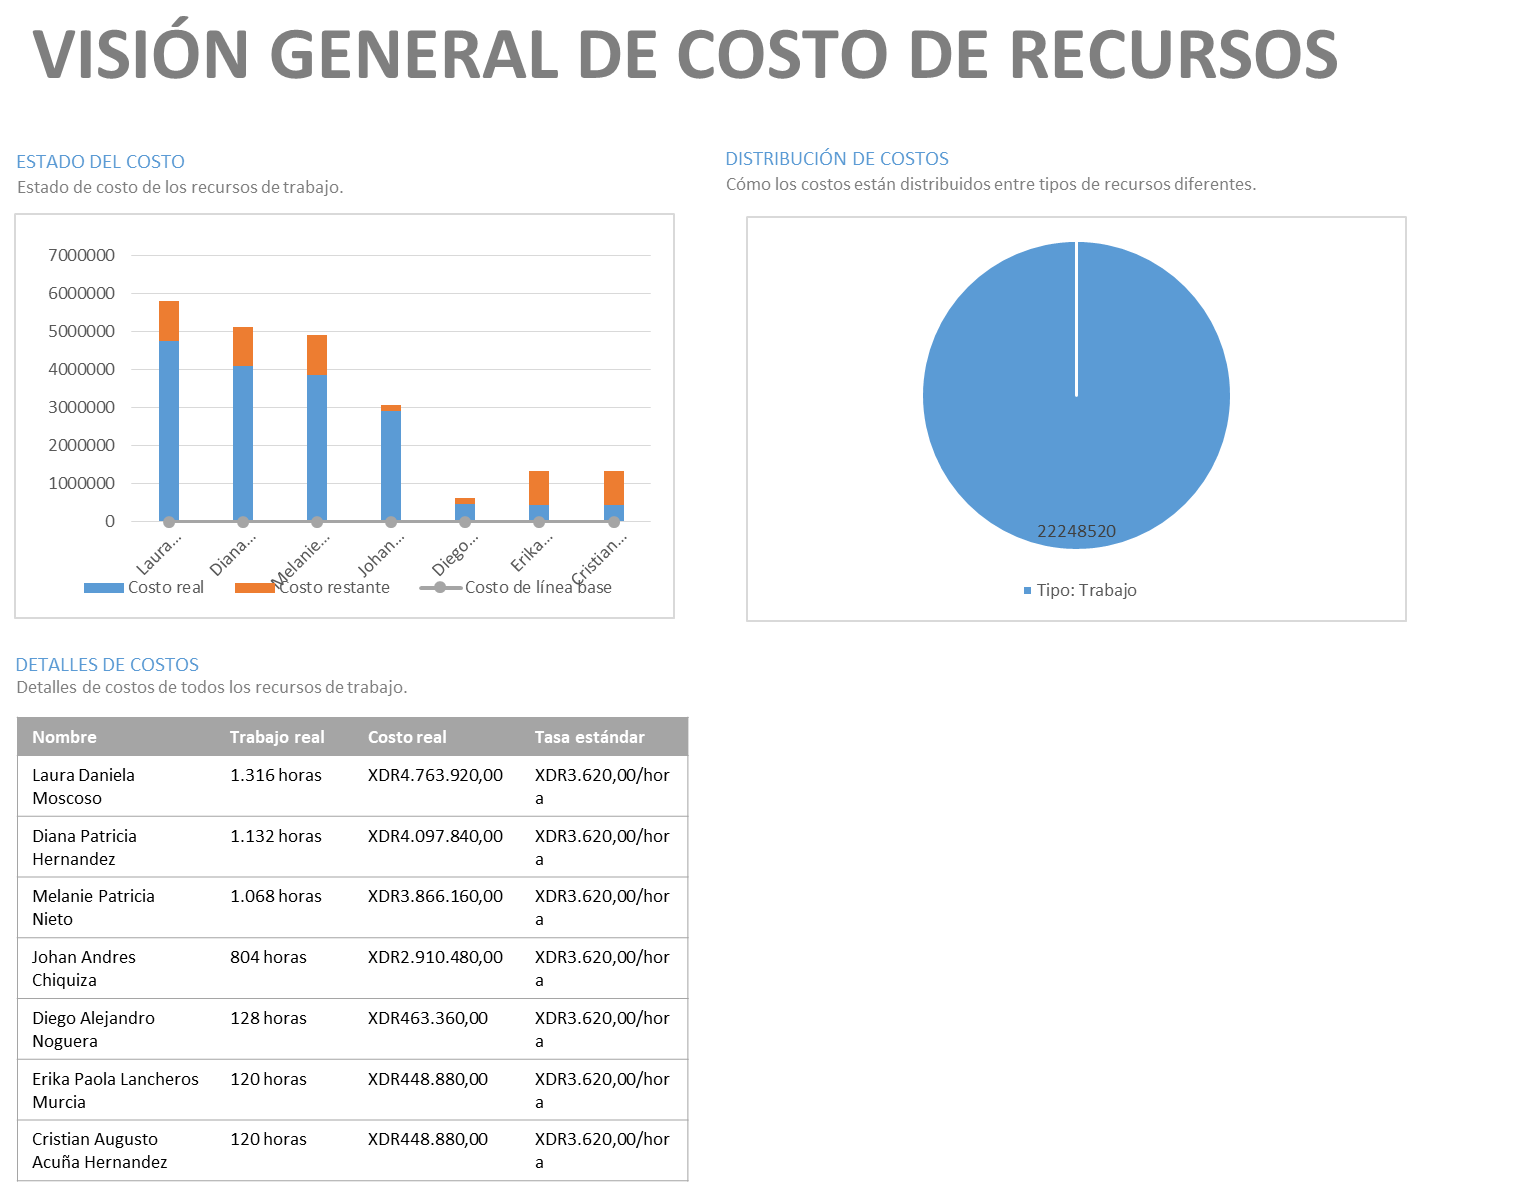 VISIÓN GENERAL DE COSTO DE RECURSOS
ESTADO DEL COSTO
Estado de costo de los recursos de trabajo.
7000000
6000000
5000000
4000000
3000000
2000000
1000000
0
Laura...
Diana...
Melanie...
Johan...
Diego...
Erika...
Cristian...
Costo real
Costo restante
Costo de línea base
DISTRIBUCIÓN DE COSTOS
Cómo los costos están distribuidos entre tipos de recursos diferentes.
22248520
Tipo: Trabajo
DETALLES DE COSTOS
Detalles de costos de todos los recursos de trabajo.
Nombre Trabajo real Costo real Tasa estándar
Laura Daniela 1.316 horas XDR4.763.920,00 XDR3.620,00/hor
Moscoso a
Diana Patricia 1.132 horas XDR4.097.840,00 XDR3.620,00/hor
Hernandez a
Melanie Patricia 1.068 horas XDR3.866.160,00 XDR3.620,00/hor
Nieto a
Johan Andres 804 horas XDR2.910.480,00 XDR3.620,00/hor
Chiquiza a
Diego Alejandro 128 horas XDR463.360,00 XDR3.620,00/hor
Noguera a
Erika Paola Lancheros 120 horas XDR448.880,00 XDR3.620,00/hor
Murcia a
Cristian Augusto 120 horas XDR448.880,00 XDR3.620,00/hor
Acuña Hernandez a